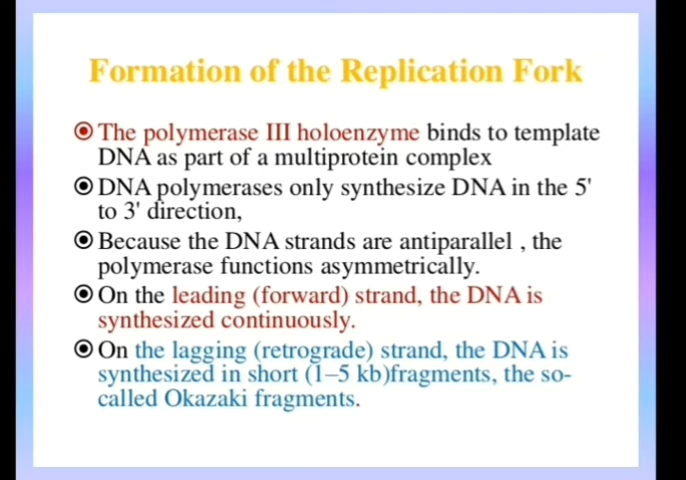 Formation of the Replication Fork
The polymerase III holoenzyme binds to template
DNA as part of a multiprotein complex
DNA polymerases only synthesize DNA in the 5'
to 3' direction,
Because the DNA strands are antiparallel , the
polymerase functions asymmetrically.
On the leading (forward) strand, the DNA is
synthesized continuously.
On the lagging (retrograde) strand, the DNA is
synthesized in short (1–5 kb)fragments, the so-
called Okazaki fragments.